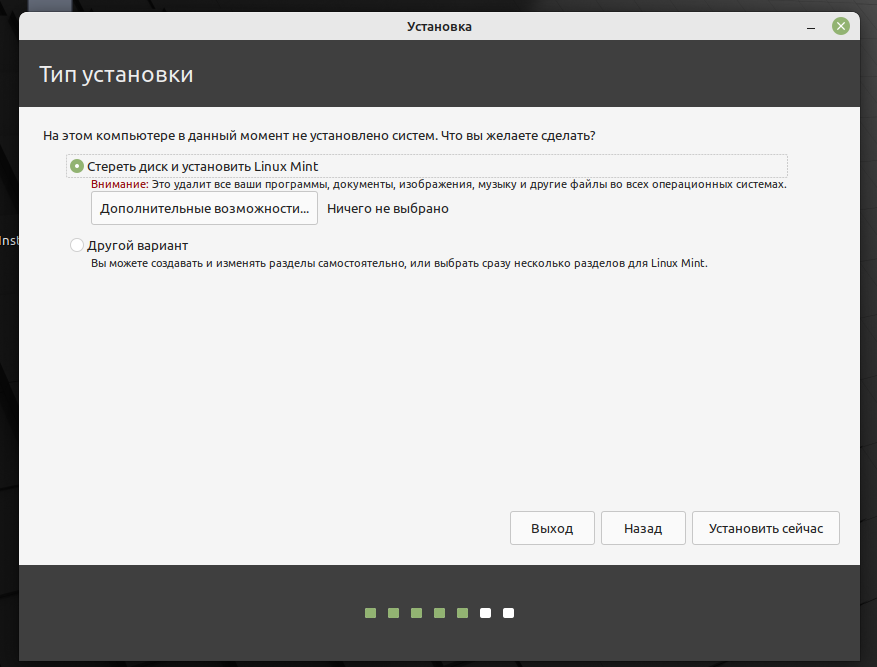 Установка
Тип установки
На этом компьютере в данный момент не установлено систем. Что вы желаете сделать?
Стереть диск и установить Linux Mint
Внимание: Это удалит все ваши программы, документы, изображения, музыку и другие файлы во всех операционных системах.
Дополнительные возможности... Ничего не выбрано
Inst
Другой вариант
Вы можете создавать и изменять разделы самостоятельно, или выбрать сразу несколько разделов для Linux Mint.
Выход Назад Установить сейчас